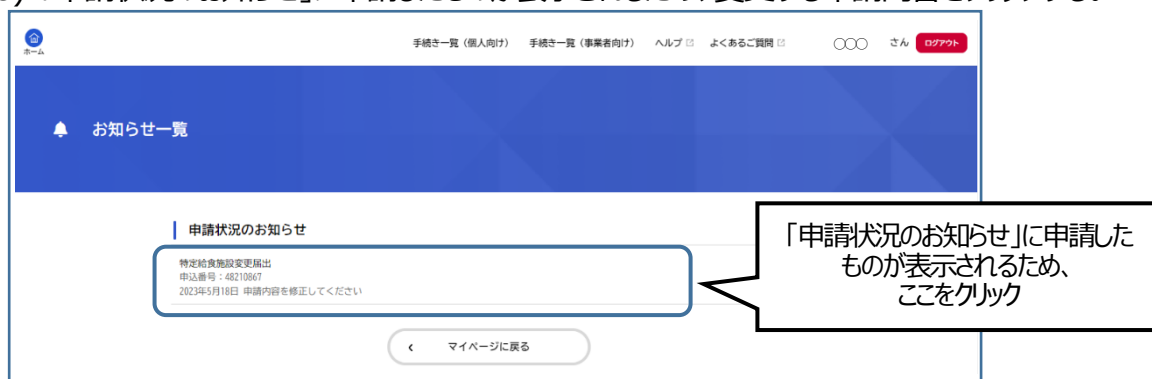 ホーム
手続き一覧（個人向け） 手続き一覧（事業者向け） ヘルプ よくあるご質問 ○○○ さん ログアウト
お知らせ一覧
申請状況のお知らせ
特定給食施設変更届出
申込番号：48210867
2023年5月18日 申請内容を修正してください
「申請状況のお知らせ」に申請した
ものが表示されるため、
ここをクリック
マイページに戻る